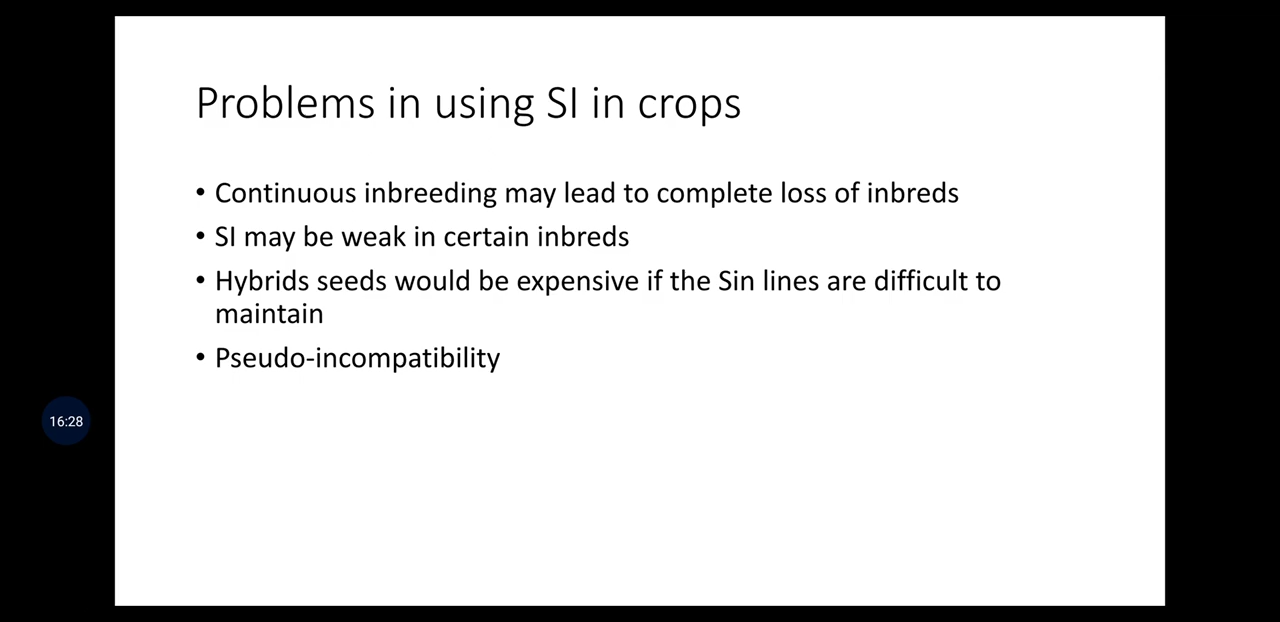 Problems in using SI in crops
• Continuous inbreeding may lead to complete loss of inbreds
• SI may be weak in certain inbreds
• Hybrids seeds would be expensive if the Sin lines are difficult to
maintain
• Pseudo-incompatibility
16:28